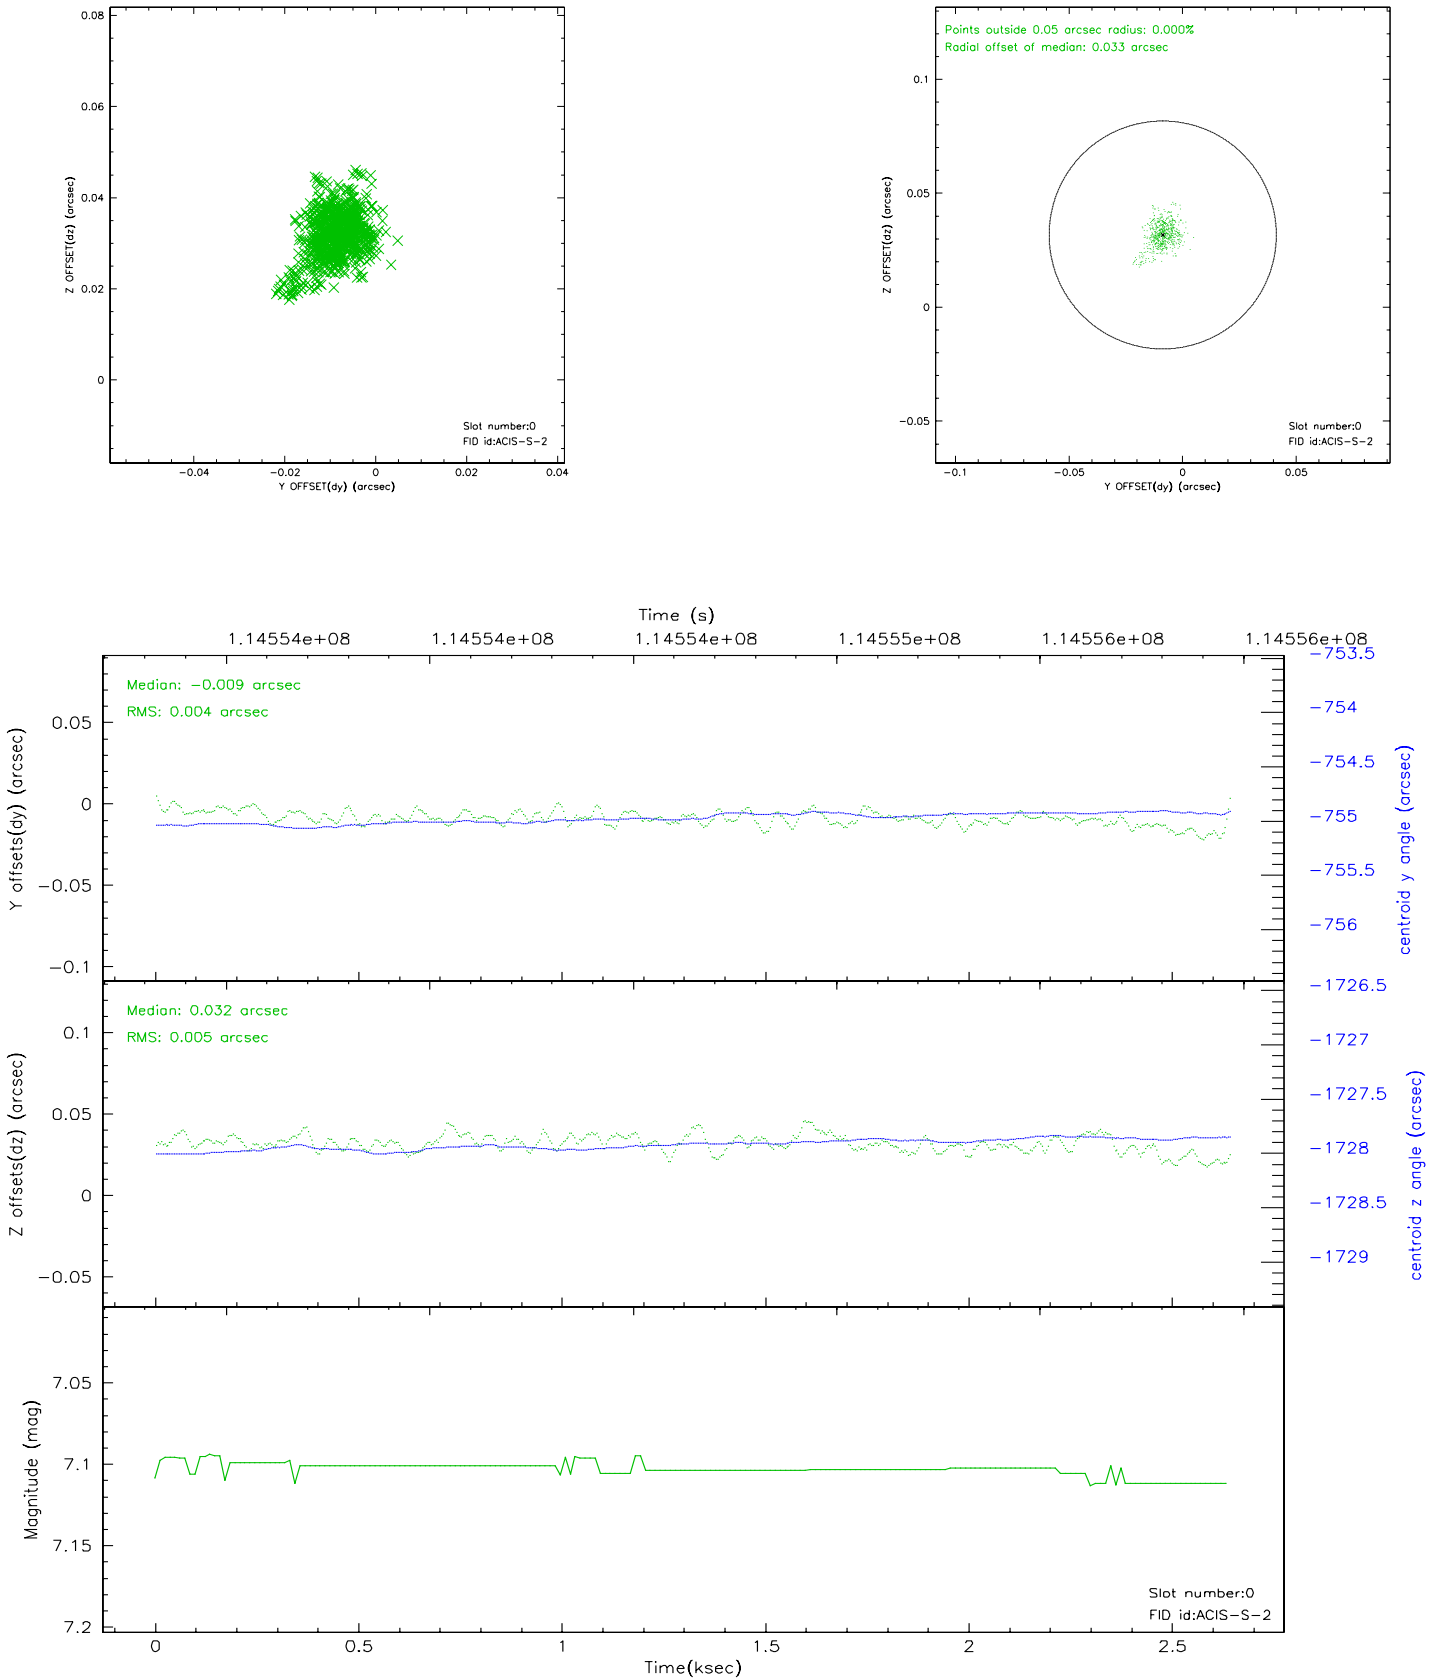 0.08
0.06
0.04
0.02
0
Z OFFSET(dz) (arcsec)
Slot number:0
FID id:ACIS-S-2
-0.04 -0.02 0 0.02 0.04
Y OFFSET(dy) (arcsec)
Points outside 0.05 arcsec radius: 0.000%
Radial offset of median: 0.033 arcsec
0.1
0.05
0
-0.05
Z OFFSET(dz) (arcsec)
Slot number:0
FID id:ACIS-S-2
-0.1 -0.05 0 0.05
Y OFFSET(dy) (arcsec)
Time (s)
1.14554e+08 1.14554e+08 1.14554e+08 1.14555e+08 1.14556e+08 1.14556e+08
Median: -0.009 arcsec
RMS: 0.004 arcsec
0.05
0
-0.05
-0.1
Y offsets(dy) (arcsec)
-753.5
-754
-754.5
-755
-755.5
-756
centroid y angle (arcsec)
Median: 0.032 arcsec
RMS: 0.005 arcsec
0.1
0.05
0
-0.05
Z offsets(dz) (arcsec)
-1726.5
-1727
-1727.5
-1728
-1728.5
-1729
centroid z angle (arcsec)
7.05
7.1
7.15
7.2
Magnitude (mag)
Slot number:0
FID id:ACIS-S-2
0 0.5 1 1.5 2 2.5
Time(ksec)